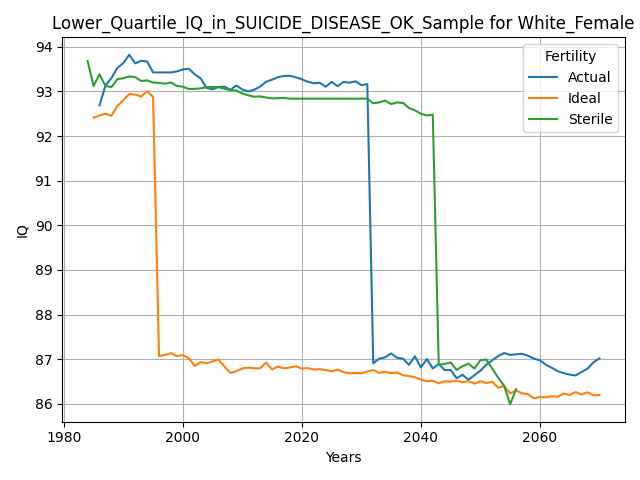 Lower_Quartile_IQ_in_SUICIDE_DISEASE_OK_Sample for White_Female
94
93
92
91
90
89
88
87
86
IQ
1980
2000
2020
2040
2060
Years
Fertility
Actual
Ideal
Sterile